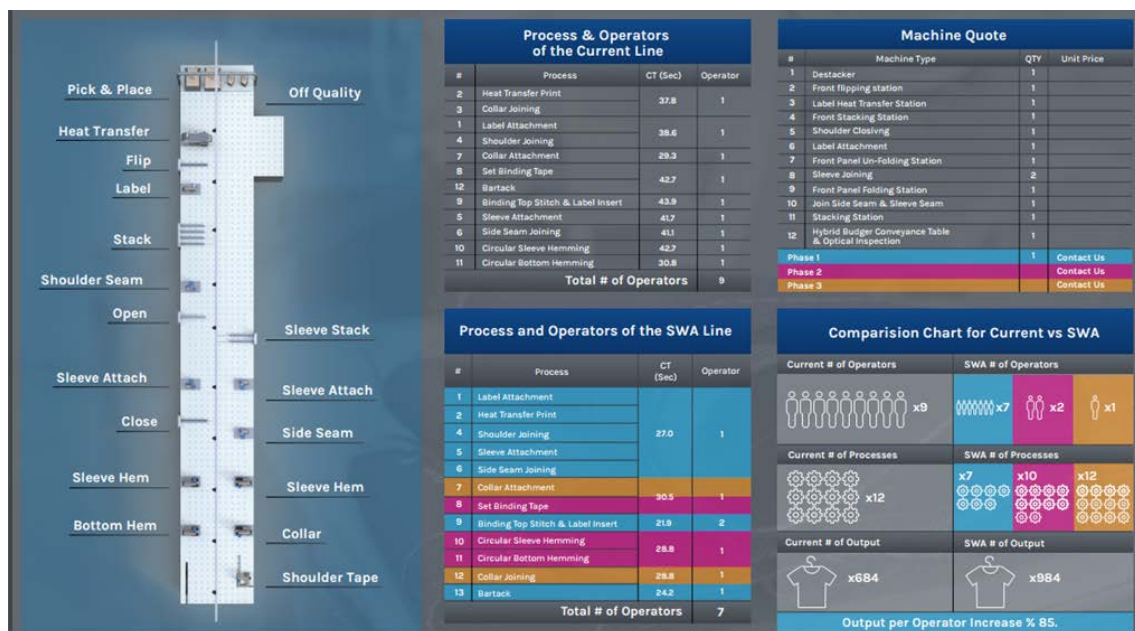 Pick & Place
Off Quality
Heat Transfer
Flip
Label
Stack
Shoulder Seam
Open
Sleeve Stack
Sleeve Attach
Sleeve Attach
Close
Side Seam
Sleeve Hem
Sleeve Hem
Bottom Hem
Collar
Shoulder Tape
Process & Operators
of the Current Line
# Process CT (Sec) Operator
2 Heat Transfer Print
37.8 1
3 Collar Joining
1 Label Attachment
38.6 1
4 Shoulder Joining
7 Collar Attachment 29.3 1
8 Set Binding Tape
42.7 1
12 Bartack
9 Binding Top Stitch & Label Insert 43.9 1
5 Sleeve Attachment 41.7 1
6 Side Seam Joining 41.1 1
10 Circular Sleeve Hemming 42.7 1
11 Circular Bottom Hemming 30.8 1
Total # of Operators 9
Machine Quote
# Machine Type QTY Unit Price
1 Destacker 1
2 Front flipping station 1
3 Label Heat Transfer Station 1
4 Front Stacking Station 1
5 Shoulder Closivng 1
6 Label Attachment 1
7 Front Panel Un-Folding Station 1
8 Sleeve Joining 2
9 Front Panel Folding Station 1
10 Join Side Seam & Sleeve Seam 1
11 Stacking Station 1
12 Hybrid Budger Conveyance Table
& Optical Inspection 1
Phase 1 1 Contact Us
Phase 2 Contact Us
Phase 3 Contact Us
Process and Operators of the SWA Line
# Process CT
(Sec) Operator
1 Label Attachment
2 Heat Transfer Print
4 Shoulder Joining 27.0 1
5 Sleeve Attachment
6 Side Seam Joining
7 Collar Attachment
30.5 1
8 Set Binding Tape
9 Binding Top Stitch & Label Insert 21.9 2
10 Circular Sleeve Hemming
28.8 1
11 Circular Bottom Hemming
12 Collar Joining 28.8 1
13 Bartack 24.2 1
Total # of Operators 7
Comparision Chart for Current vs SWA
Current # of Operators SWA # of Operators
x9 x7 x2 x1
Current # of Processes SWA # of Processes
x12 x7 x10 x12
Current # of Output SWA # of Output
x684 x984
Output per Operator Increase % 85.